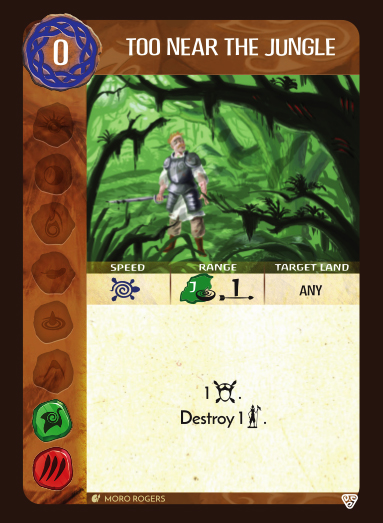 0
TOO NEAR THE JUNGLE
SPEED RANGE TARGET LAND
J 1 ANY
1 .
Destroy 1 .
MORO ROGERS